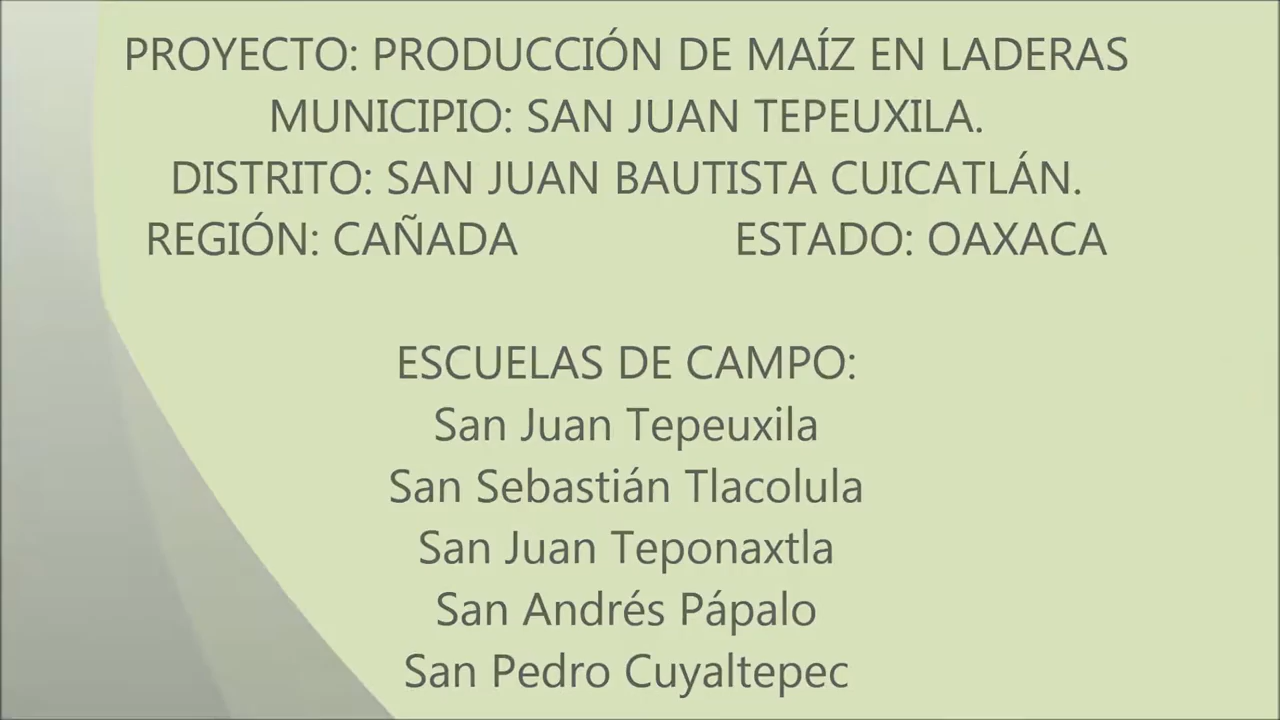 PROYECTO: PRODUCCIÓN DE MAÍZ EN LADERAS
MUNICIPIO: SAN JUAN TEPEUXILA.
DISTRITO: SAN JUAN BAUTISTA CUICATLÁN.
REGIÓN: CAÑADA ESTADO: OAXACA
ESCUELAS DE CAMPO:
San Juan Tepeuxila
San Sebastián Tlacolula
San Juan Teponaxtla
San Andrés Pápalo
San Pedro Cuyaltepec